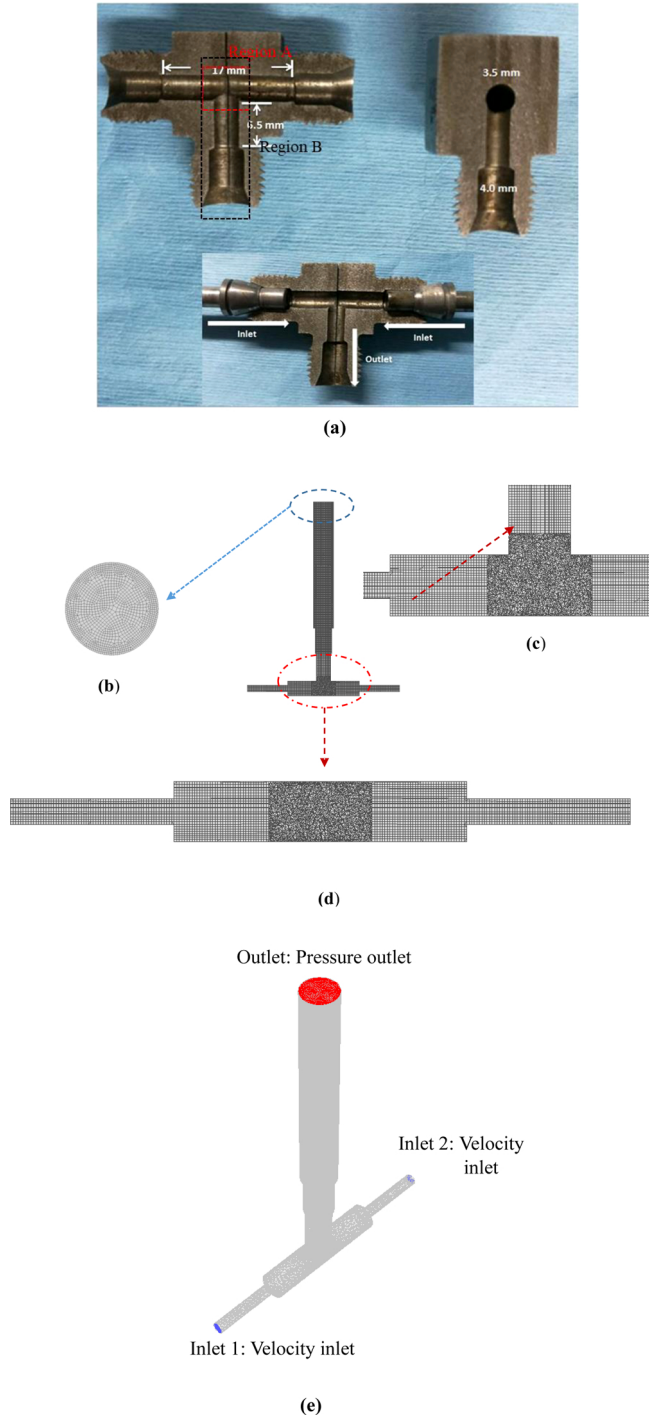 Region A
17 mm
6.5 mm
Region B
3.5 mm
4.0 mm
Inlet
Inlet
Outlet
(a)
(b)
(c)
(d)
Outlet: Pressure outlet
Inlet 2: Velocity
inlet
Inlet 1: Velocity inlet
(e)